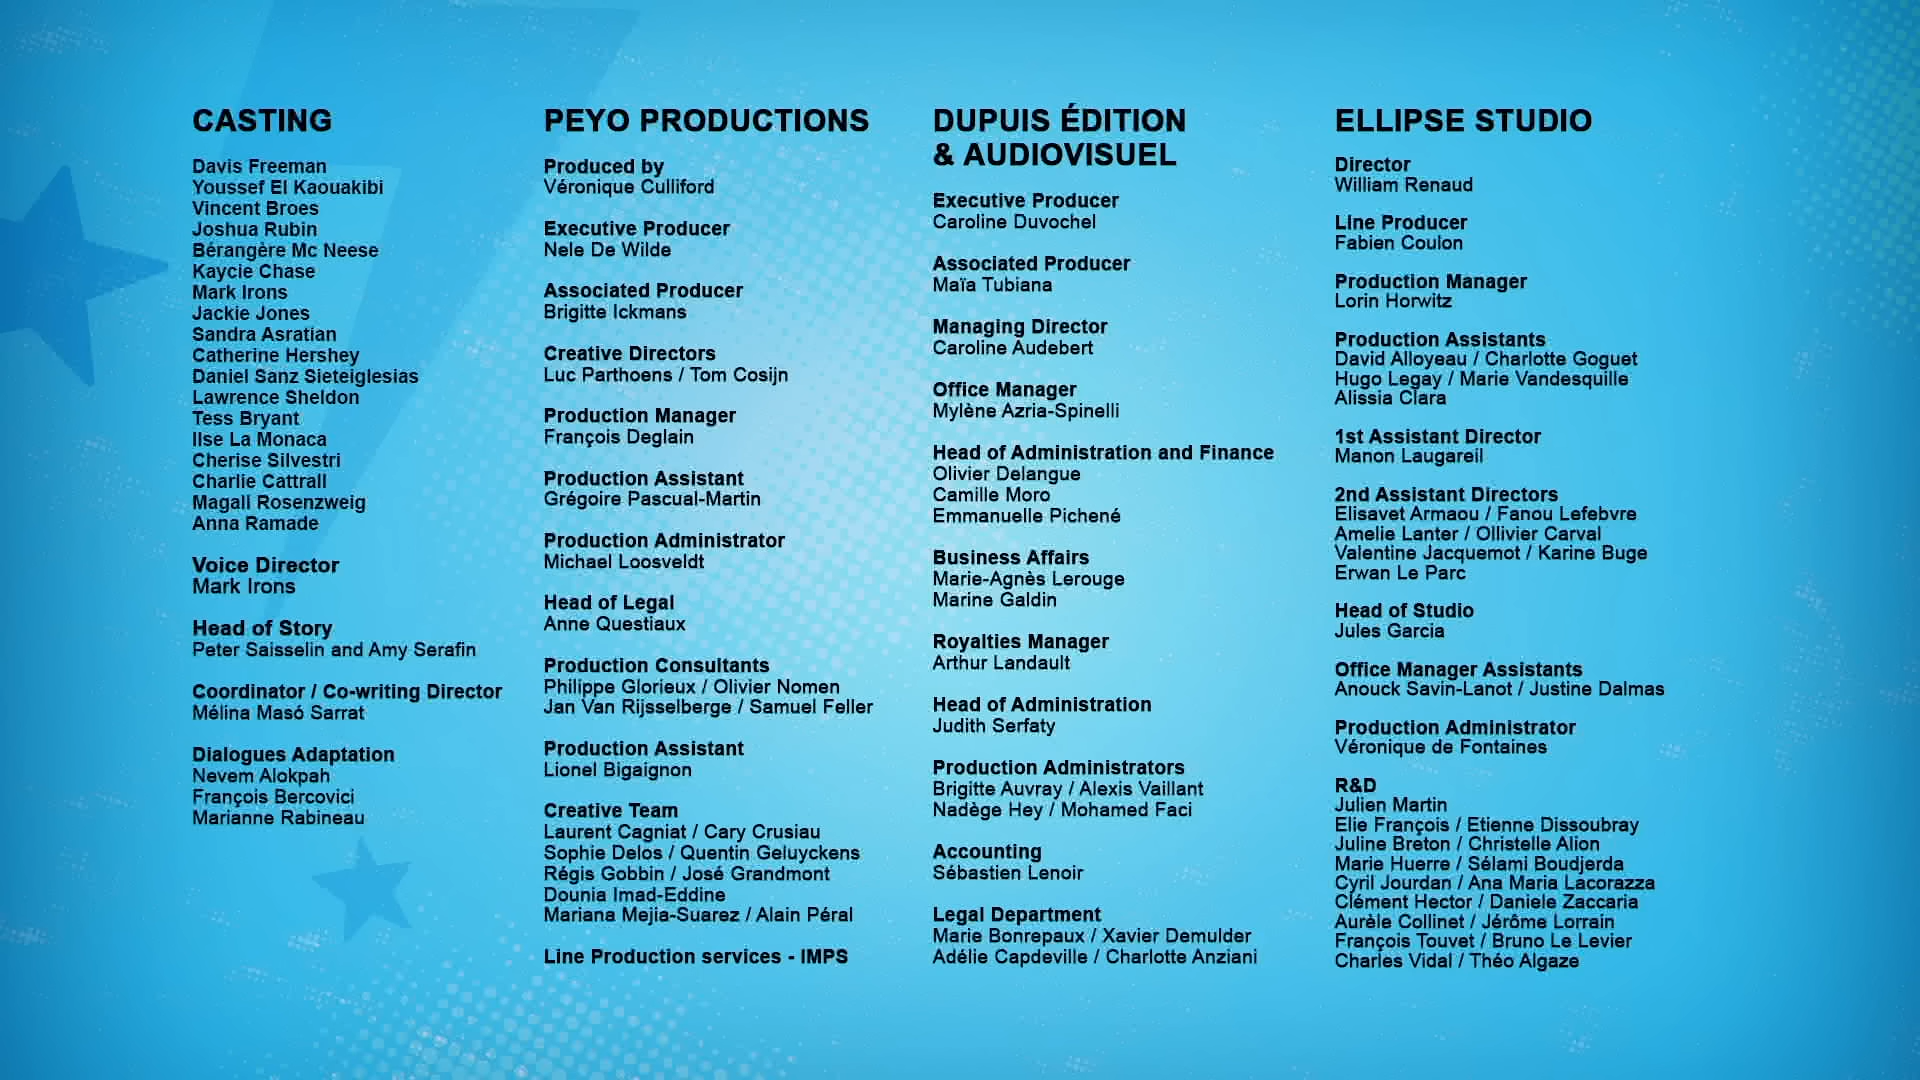 CASTING
Davis Freeman
Youssef El Kaouakibi
Vincent Broes
Joshua Rubin
Bérangère Mc Neese
Kaycie Chase
Mark Irons
Jackie Jones
Sandra Asratian
Catherine Hershey
Daniel Sanz Sieteiglesias
Lawrence Sheldon
Tess Bryant
Ilse La Monaca
Cherise Silvestri
Charlie Cattrall
Magali Rosenzweig
Anna Ramade
Voice Director
Mark Irons
Head of Story
Peter Saisselin and Amy Serafin
Coordinator / Co-writing Director
Mélina Masó Sarrat
Dialogues Adaptation
Nevem Alokpah
François Bercovici
Marianne Rabineau
PEYO PRODUCTIONS
Produced by
Véronique Culliford
Executive Producer
Nele De Wilde
Associated Producer
Brigitte Ickmans
Creative Directors
Luc Parthoens / Tom Cosijn
Production Manager
François Deglain
Production Assistant
Grégoire Pascual-Martin
Production Administrator
Michael Loosveldt
Head of Legal
Anne Questiaux
Production Consultants
Philippe Glorieux / Olivier Nomen
Jan Van Rijsselberge / Samuel Feller
Production Assistant
Lionel Bigaignon
Creative Team
Laurent Cagniat / Cary Crusiau
Sophie Delos / Quentin Geluyckens
Régis Gobbin / José Grandmont
Dounia Imad-Eddine
Mariana Mejia-Suarez / Alain Péral
Line Production services - IMPS
DUPUIS ÉDITION
& AUDIOVISUEL
Executive Producer
Caroline Duvochel
Associated Producer
Maïa Tubiana
Managing Director
Caroline Audebert
Office Manager
Mylène Azria-Spinelli
Head of Administration and Finance
Olivier Delangue
Camille Moro
Emmanuelle Pichené
Business Affairs
Marie-Agnès Lerouge
Marine Galdin
Royalties Manager
Arthur Landault
Head of Administration
Judith Serfaty
Production Administrators
Brigitte Auvray / Alexis Vaillant
Nadège Hey / Mohamed Faci
Accounting
Sébastien Lenoir
Legal Department
Marie Bonrepaux / Xavier Demulder
Adélie Capdeville / Charlotte Anziani
ELLIPSE STUDIO
Director
William Renaud
Line Producer
Fabien Coulon
Production Manager
Lorin Horwitz
Production Assistants
David Alloyeau / Charlotte Goguet
Hugo Legay / Marie Vandesquille
Alissia Clara
1st Assistant Director
Manon Laugareil
2nd Assistant Directors
Elisavet Armaou / Fanou Lefebvre
Amelie Lanter / Ollivier Carval
Valentine Jacquemot / Karine Buge
Erwan Le Parc
Head of Studio
Jules Garcia
Office Manager Assistants
Anouck Savin-Lanot / Justine Dalmas
Production Administrator
Véronique de Fontaines
R&D
Julien Martin
Elie François / Etienne Dissoubray
Juline Breton / Christelle Alion
Marie Huerre / Sélami Boudjerda
Cyril Jourdan / Ana Maria Lacorazza
Clément Hector / Daniele Zaccaria
Aurèle Collinet / Jérôme Lorrain
François Touvet / Bruno Le Levier
Charles Vidal / Théo Algaze